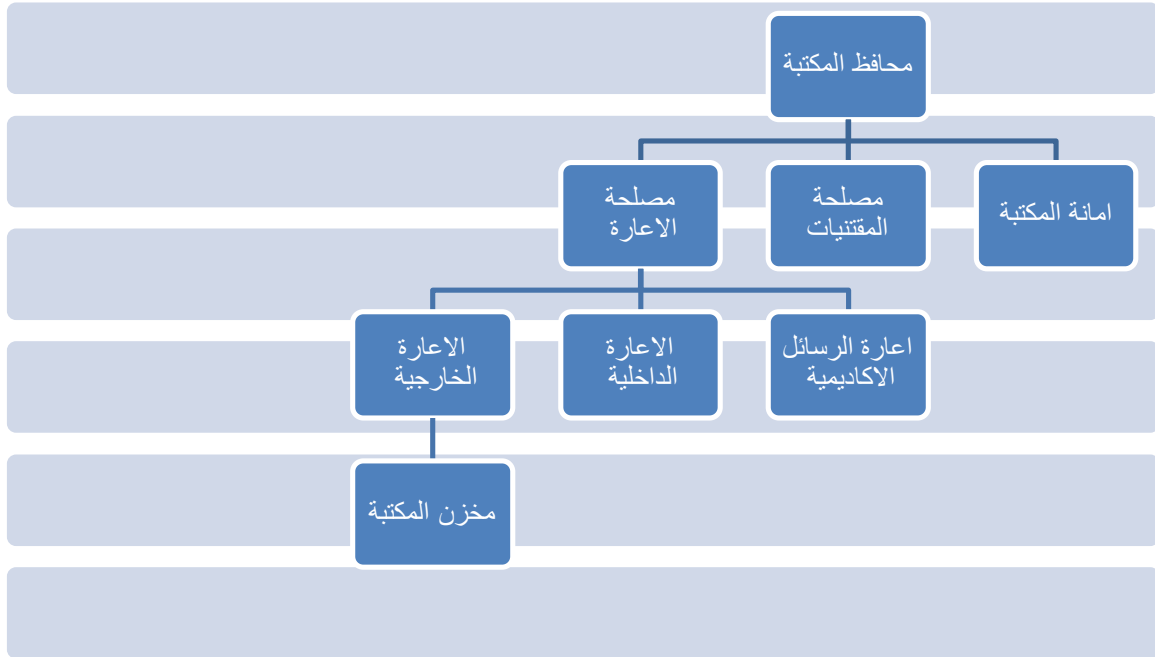 محافظ المكتبة
امانة المكتبة
مصلحة
المقتنيات
مصلحة
الاعارة
اعارة الرسائل
الاكاديمية
الاعارة
الداخلية
الاعارة
الخارجية
مخزن المكتبة